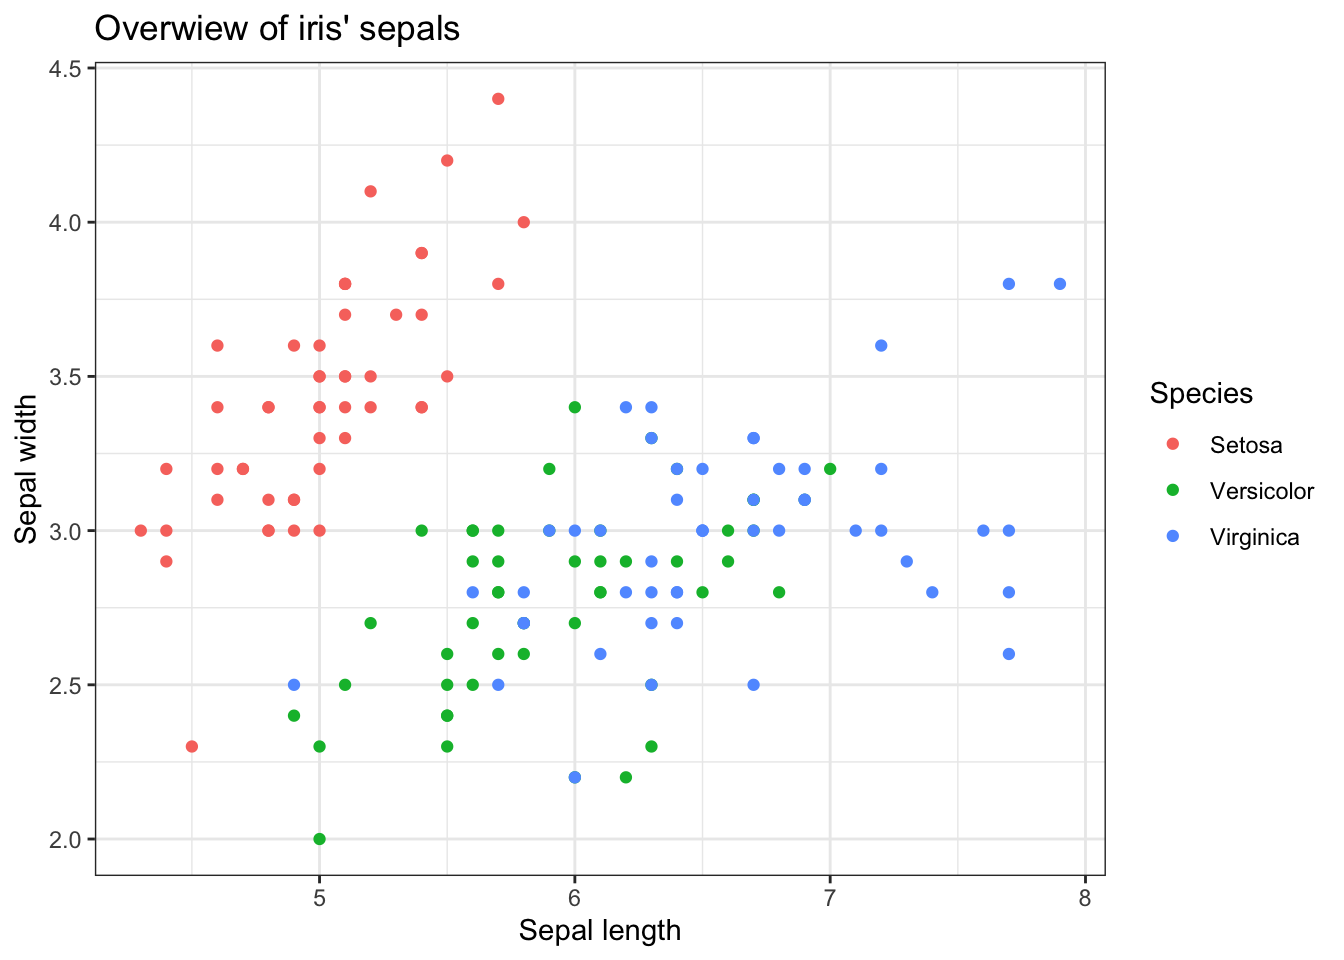 Overwiew of iris' sepals
4.5
4.0
3.5
3.0
2.5
2.0
Sepal width
5 6 7 8
Sepal length
Species
Setosa
Versicolor
Virginica